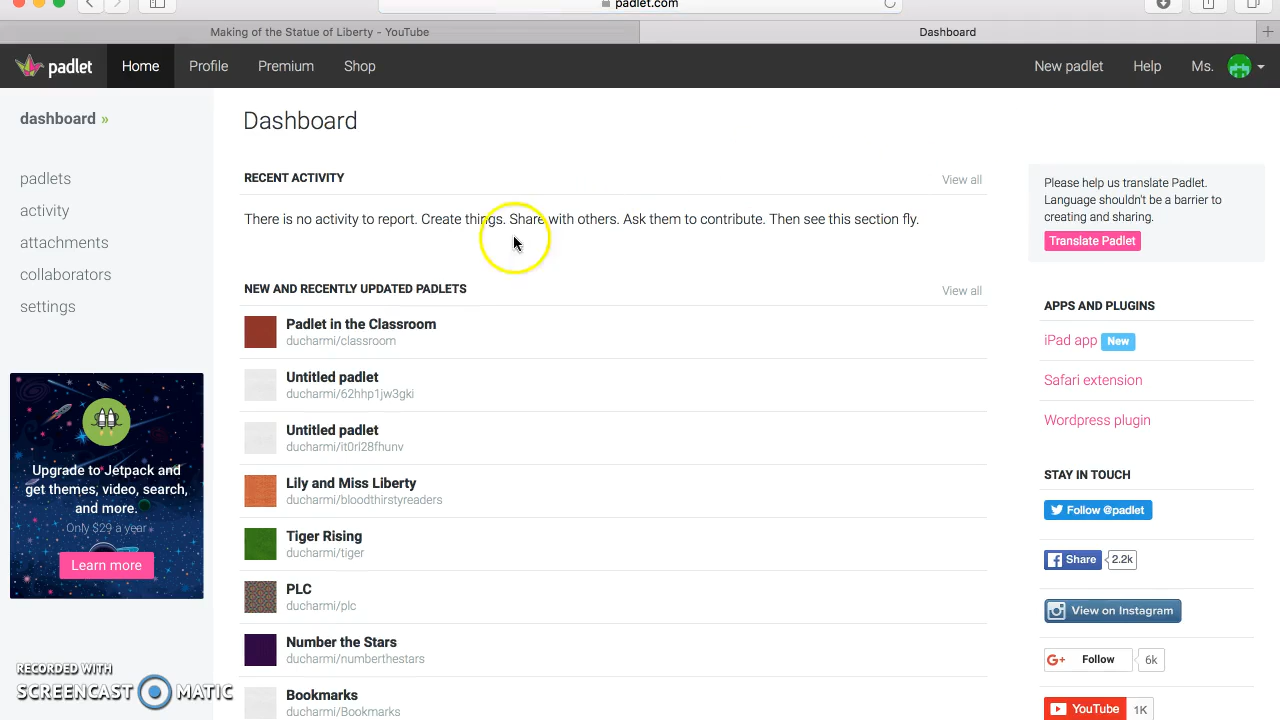 padlet.com
Making of the Statue of Liberty - YouTube
Dashboard
padlet
Home
Profile
Premium
Shop
New padlet
Help
Ms.
dashboard »
padlets
activity
attachments
collaborators
settings
Upgrade to Jetpack and
get themes, video, search,
and more.
Only $29 a year
Learn more
RECORDED WITH
SCREENCAST MATIC
Dashboard
RECENT ACTIVITY
View all
There is no activity to report. Create things. Share with others. Ask them to contribute. Then see this section fly.
NEW AND RECENTLY UPDATED PADLETS
View all
Padlet in the Classroom
ducharmi/classroom
Untitled padlet
ducharmi/62hhp1jw3gki
Untitled padlet
ducharmi/it0rl28fhunv
Lily and Miss Liberty
ducharmi/bloodthirstyreaders
Tiger Rising
ducharmi/tiger
PLC
ducharmi/plc
Number the Stars
ducharmi/numberthestars
Bookmarks
ducharmi/Bookmarks
Please help us translate Padlet.
Language shouldn't be a barrier to
creating and sharing.
Translate Padlet
APPS AND PLUGINS
iPad app New
Safari extension
Wordpress plugin
STAY IN TOUCH
Follow @padlet
Share 2.2k
View on Instagram
G+ Follow 6k
YouTube 1K